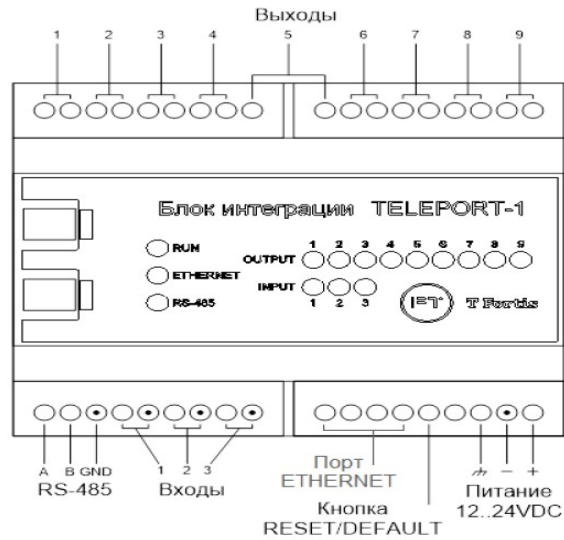 Выходы
1 2 3 4 5 6 7 8 9
Блок интеграции TELEPORT-1
RUN
ETHERNET
RS-485
1 2 3 4 5 6 7 8 9
OUTPUT
INPUT
1 2 3
T Fortis
A B GND 1 2 3
RS-485 Входы
Порт
ETHERNET
Кнопка
RESET/DEFAULT
- +
Питание
12..24VDC